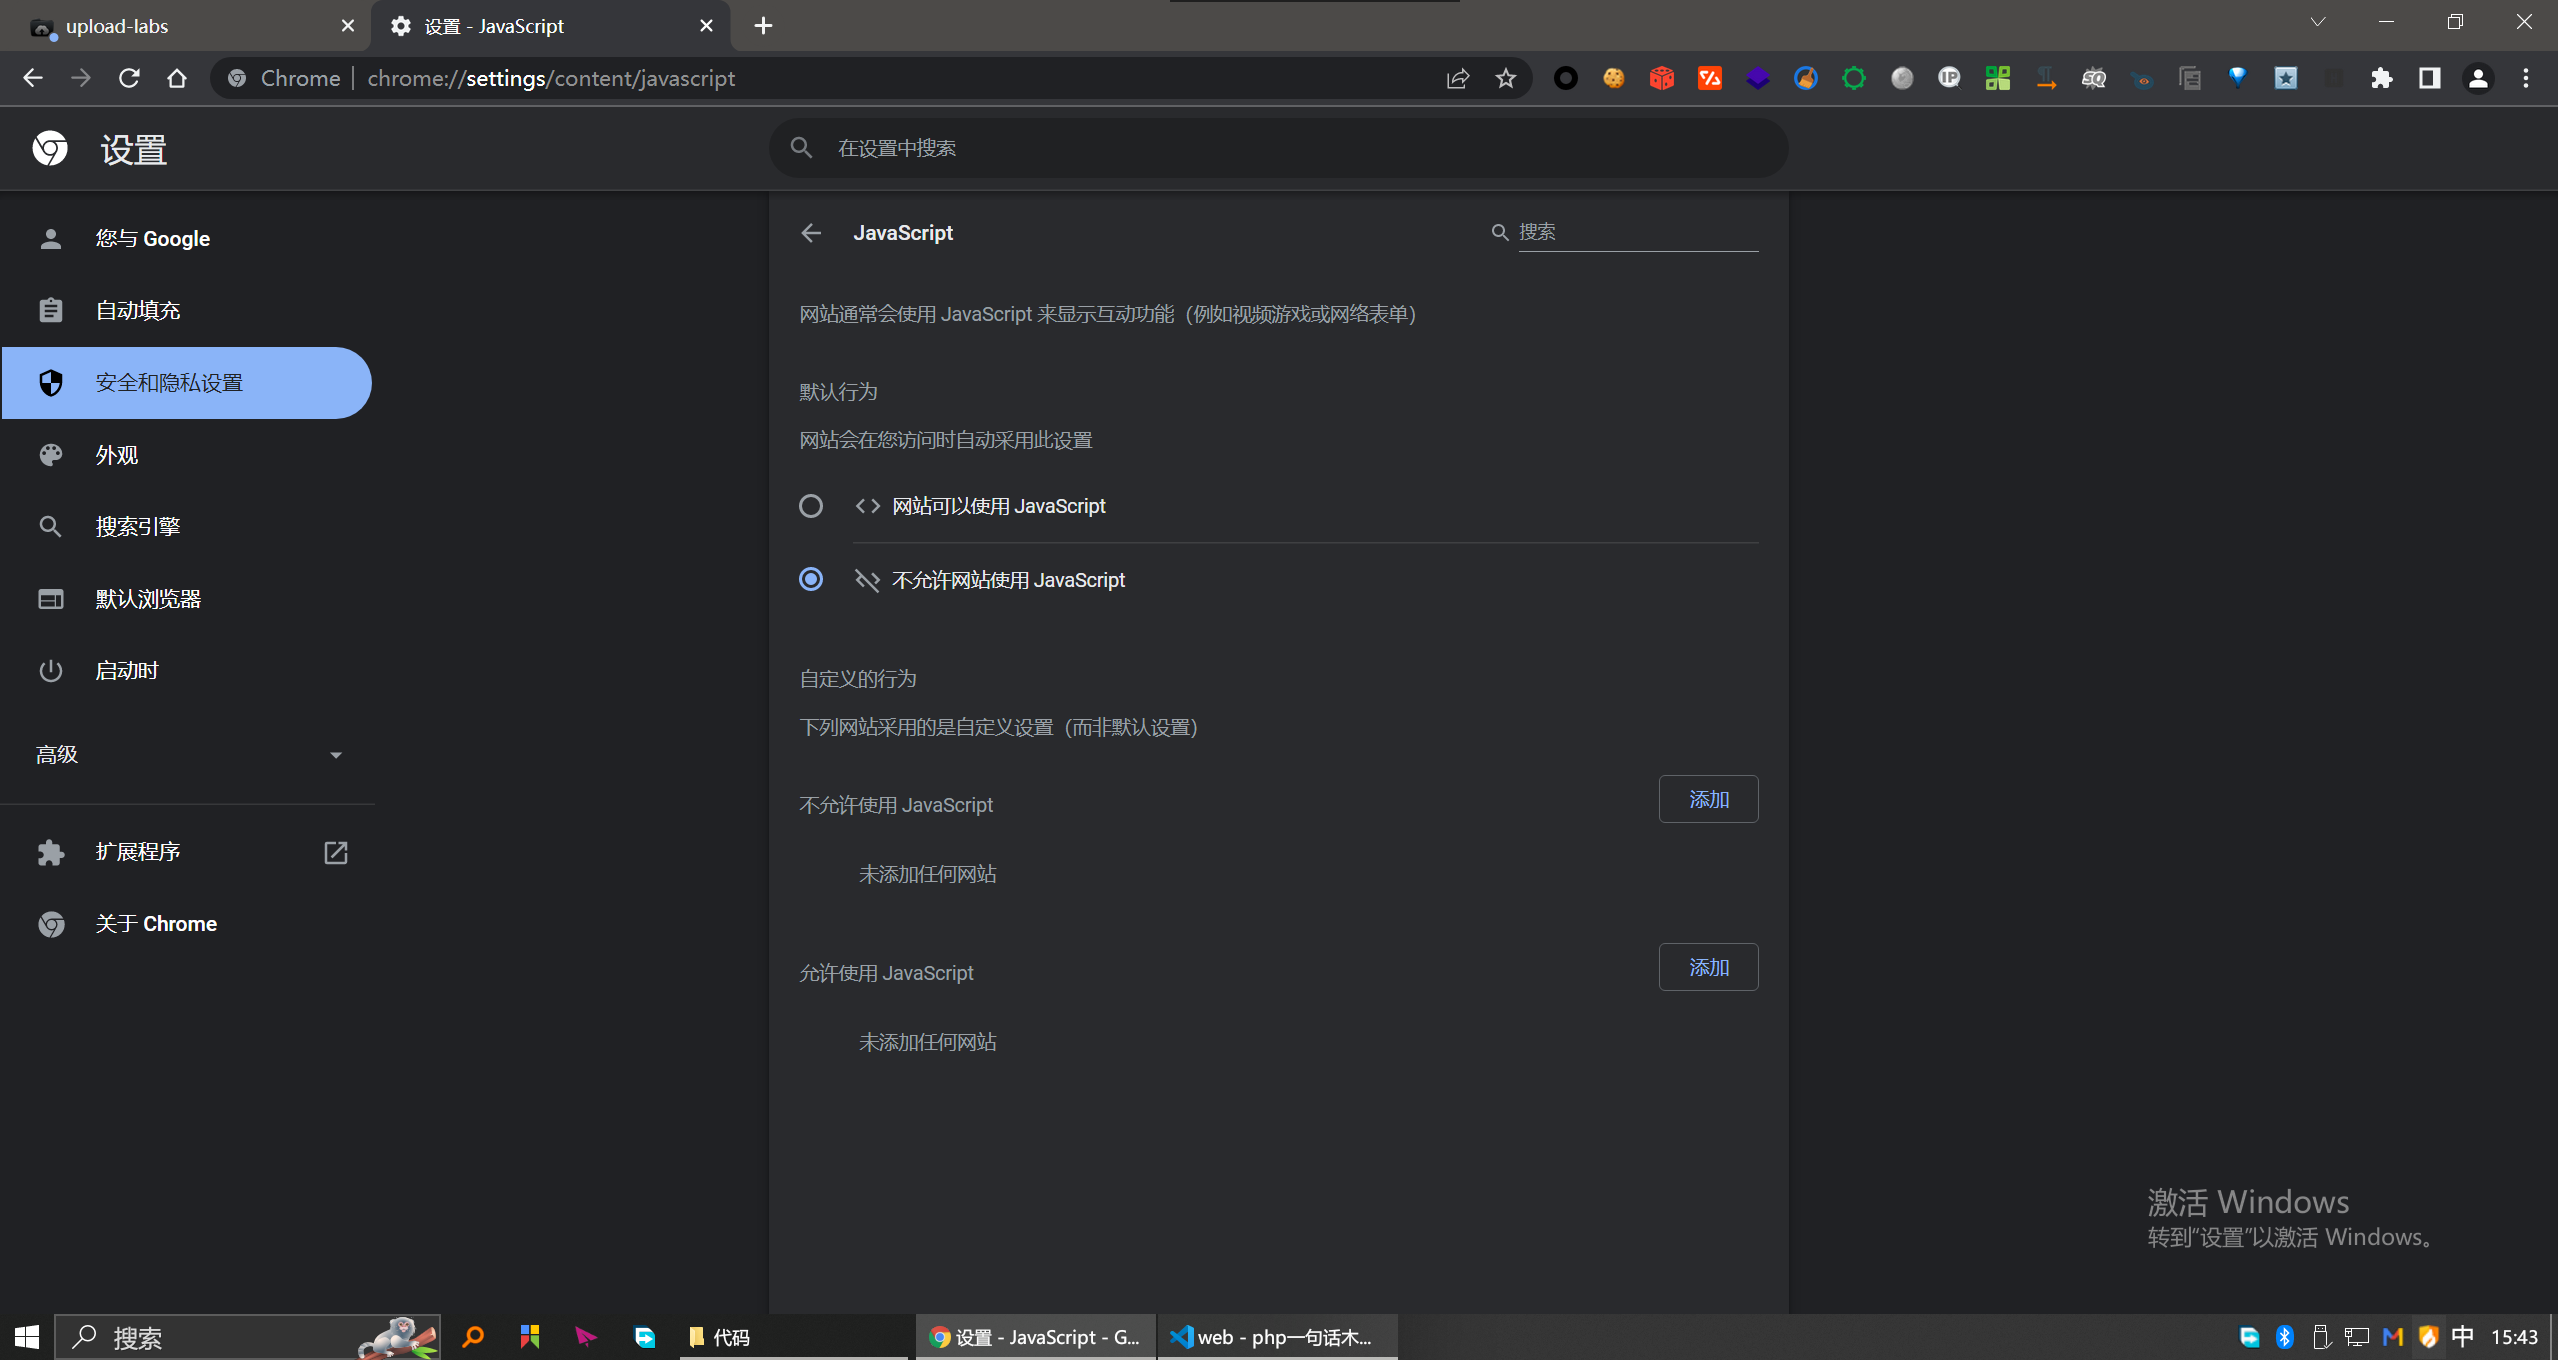 upload-labs
设置 - JavaScript
Chrome | chrome://settings/content/javascript
设置
在设置中搜索
您与 Google
自动填充
安全和隐私设置
外观
搜索引擎
默认浏览器
启动时
高级
扩展程序
关于 Chrome
JavaScript
搜索
网站通常会使用 JavaScript 来显示互动功能（例如视频游戏或网络表单）
默认行为
网站会在您访问时自动采用此设置
网站可以使用 JavaScript
不允许网站使用 JavaScript
自定义的行为
下列网站采用的是自定义设置（而非默认设置）
不允许使用 JavaScript
添加
未添加任何网站
允许使用 JavaScript
添加
未添加任何网站
激活 Windows
转到“设置”以激活 Windows。
搜索
代码
设置 - JavaScript - G...
web - php一句话木...
中
15:43